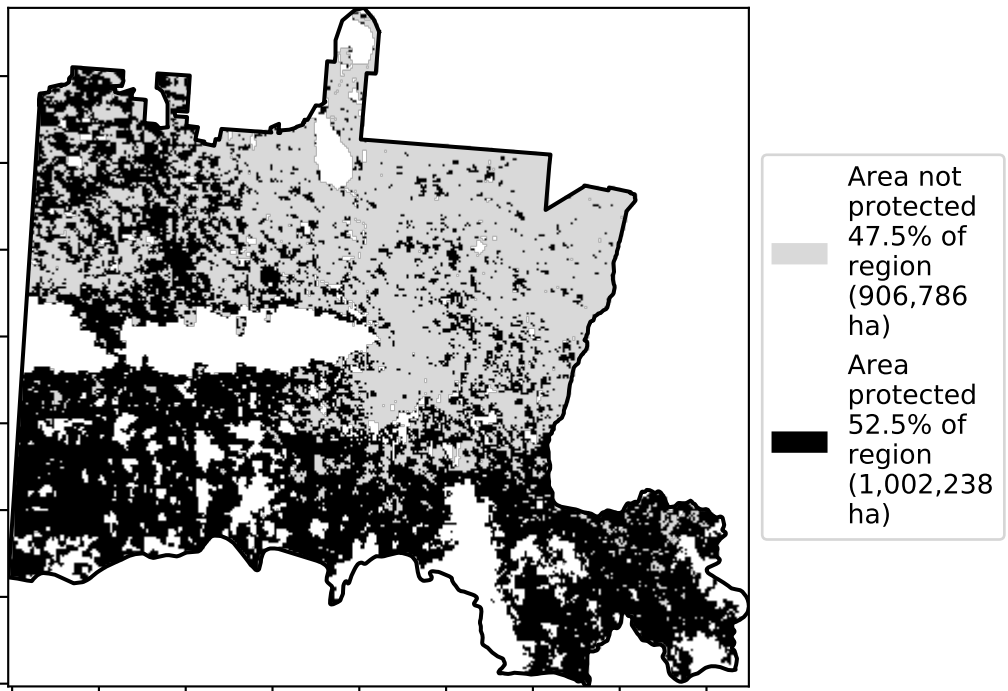 Area not
protected
47.5% of
region
(906,786
ha)
Area
protected
52.5% of
region
(1,002,238
ha)